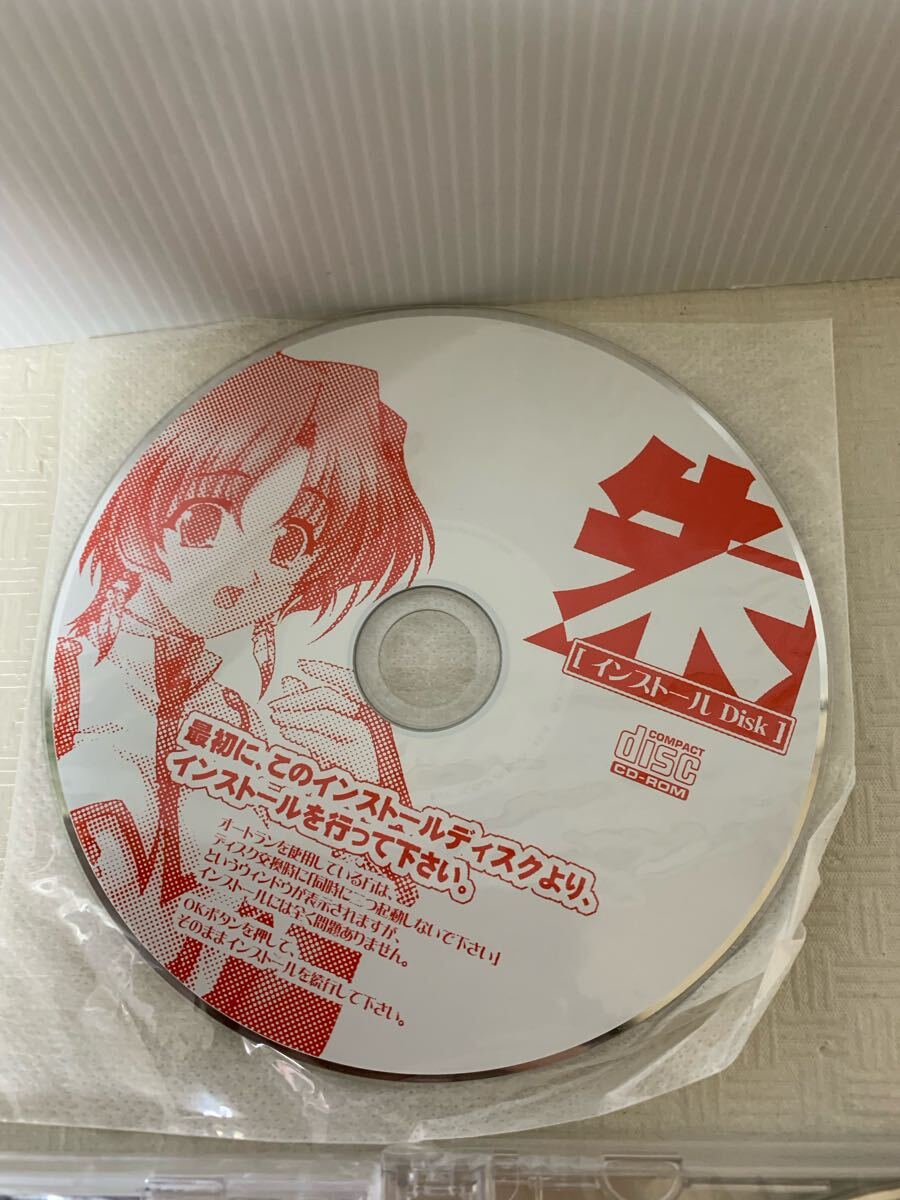 朱
[ インストール Disk ]
COMPACT
disc
CD-ROM
最初に、このインストールディスクより、
インストールを行って下さい。
オートランを使用している方は、
ディスク交換時に「同時に二つ起動しないで下さい」
というウィンドウが表示されますが、
インストールには全く問題ありません。
OKボタンを押して、
そのままインストールを続行して下さい。